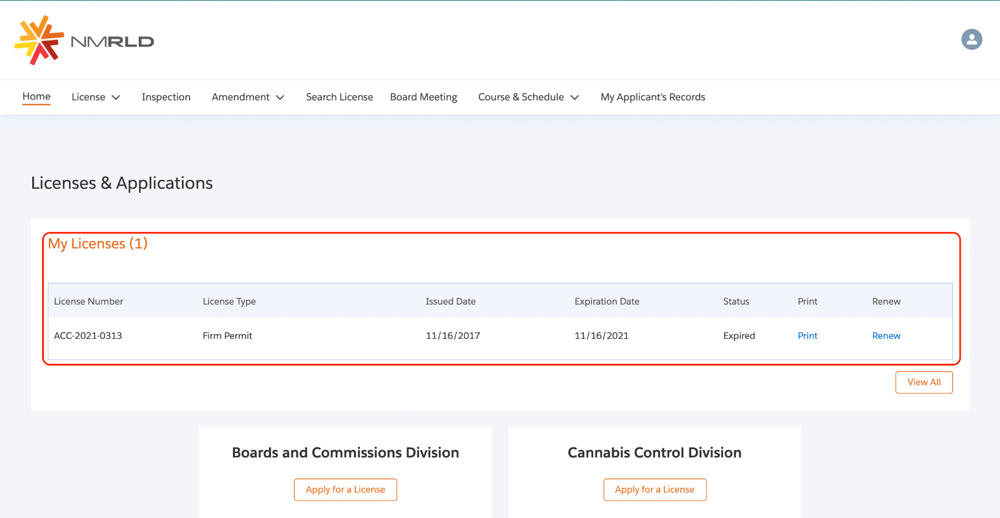 NMRLD
Home License Inspection Amendment Search License Board Meeting Course & Schedule My Applicant's Records
Licenses & Applications
My Licenses (1)
License Number License Type Issued Date Expiration Date Status Print Renew
ACC-2021-0313 Firm Permit 11/16/2017 11/16/2021 Expired Print Renew
View All
Boards and Commissions Division Cannabis Control Division
Apply for a License Apply for a License